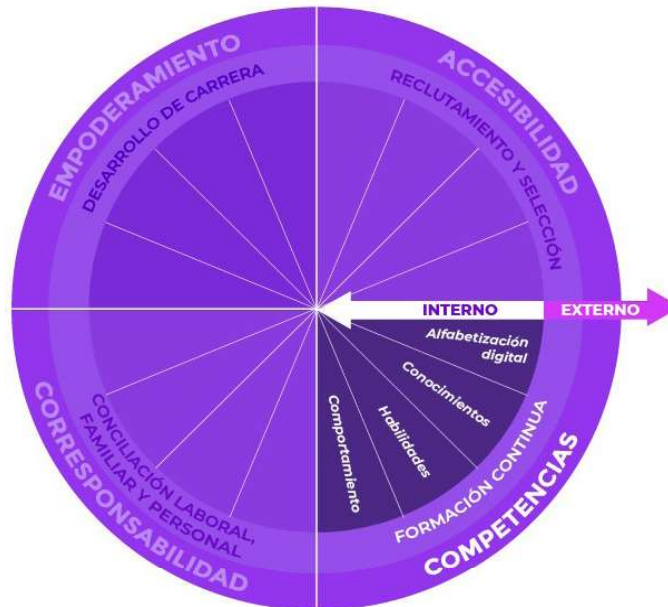 EMPODERAMIENTO
DESARROLLO DE CARRERA
ACCESIBILIDAD
RECLUTAMIENTO Y SELECCIÓN
INTERNO
EXTERNO
Alfabetización
digital
Conocimientos
Habilidades
Comportamiento
FORMACIÓN CONTINUA
COMPETENCIAS
CONCILIACIÓN LABORAL,
FAMILIAR Y PERSONAL
CORRESPONSABILIDAD